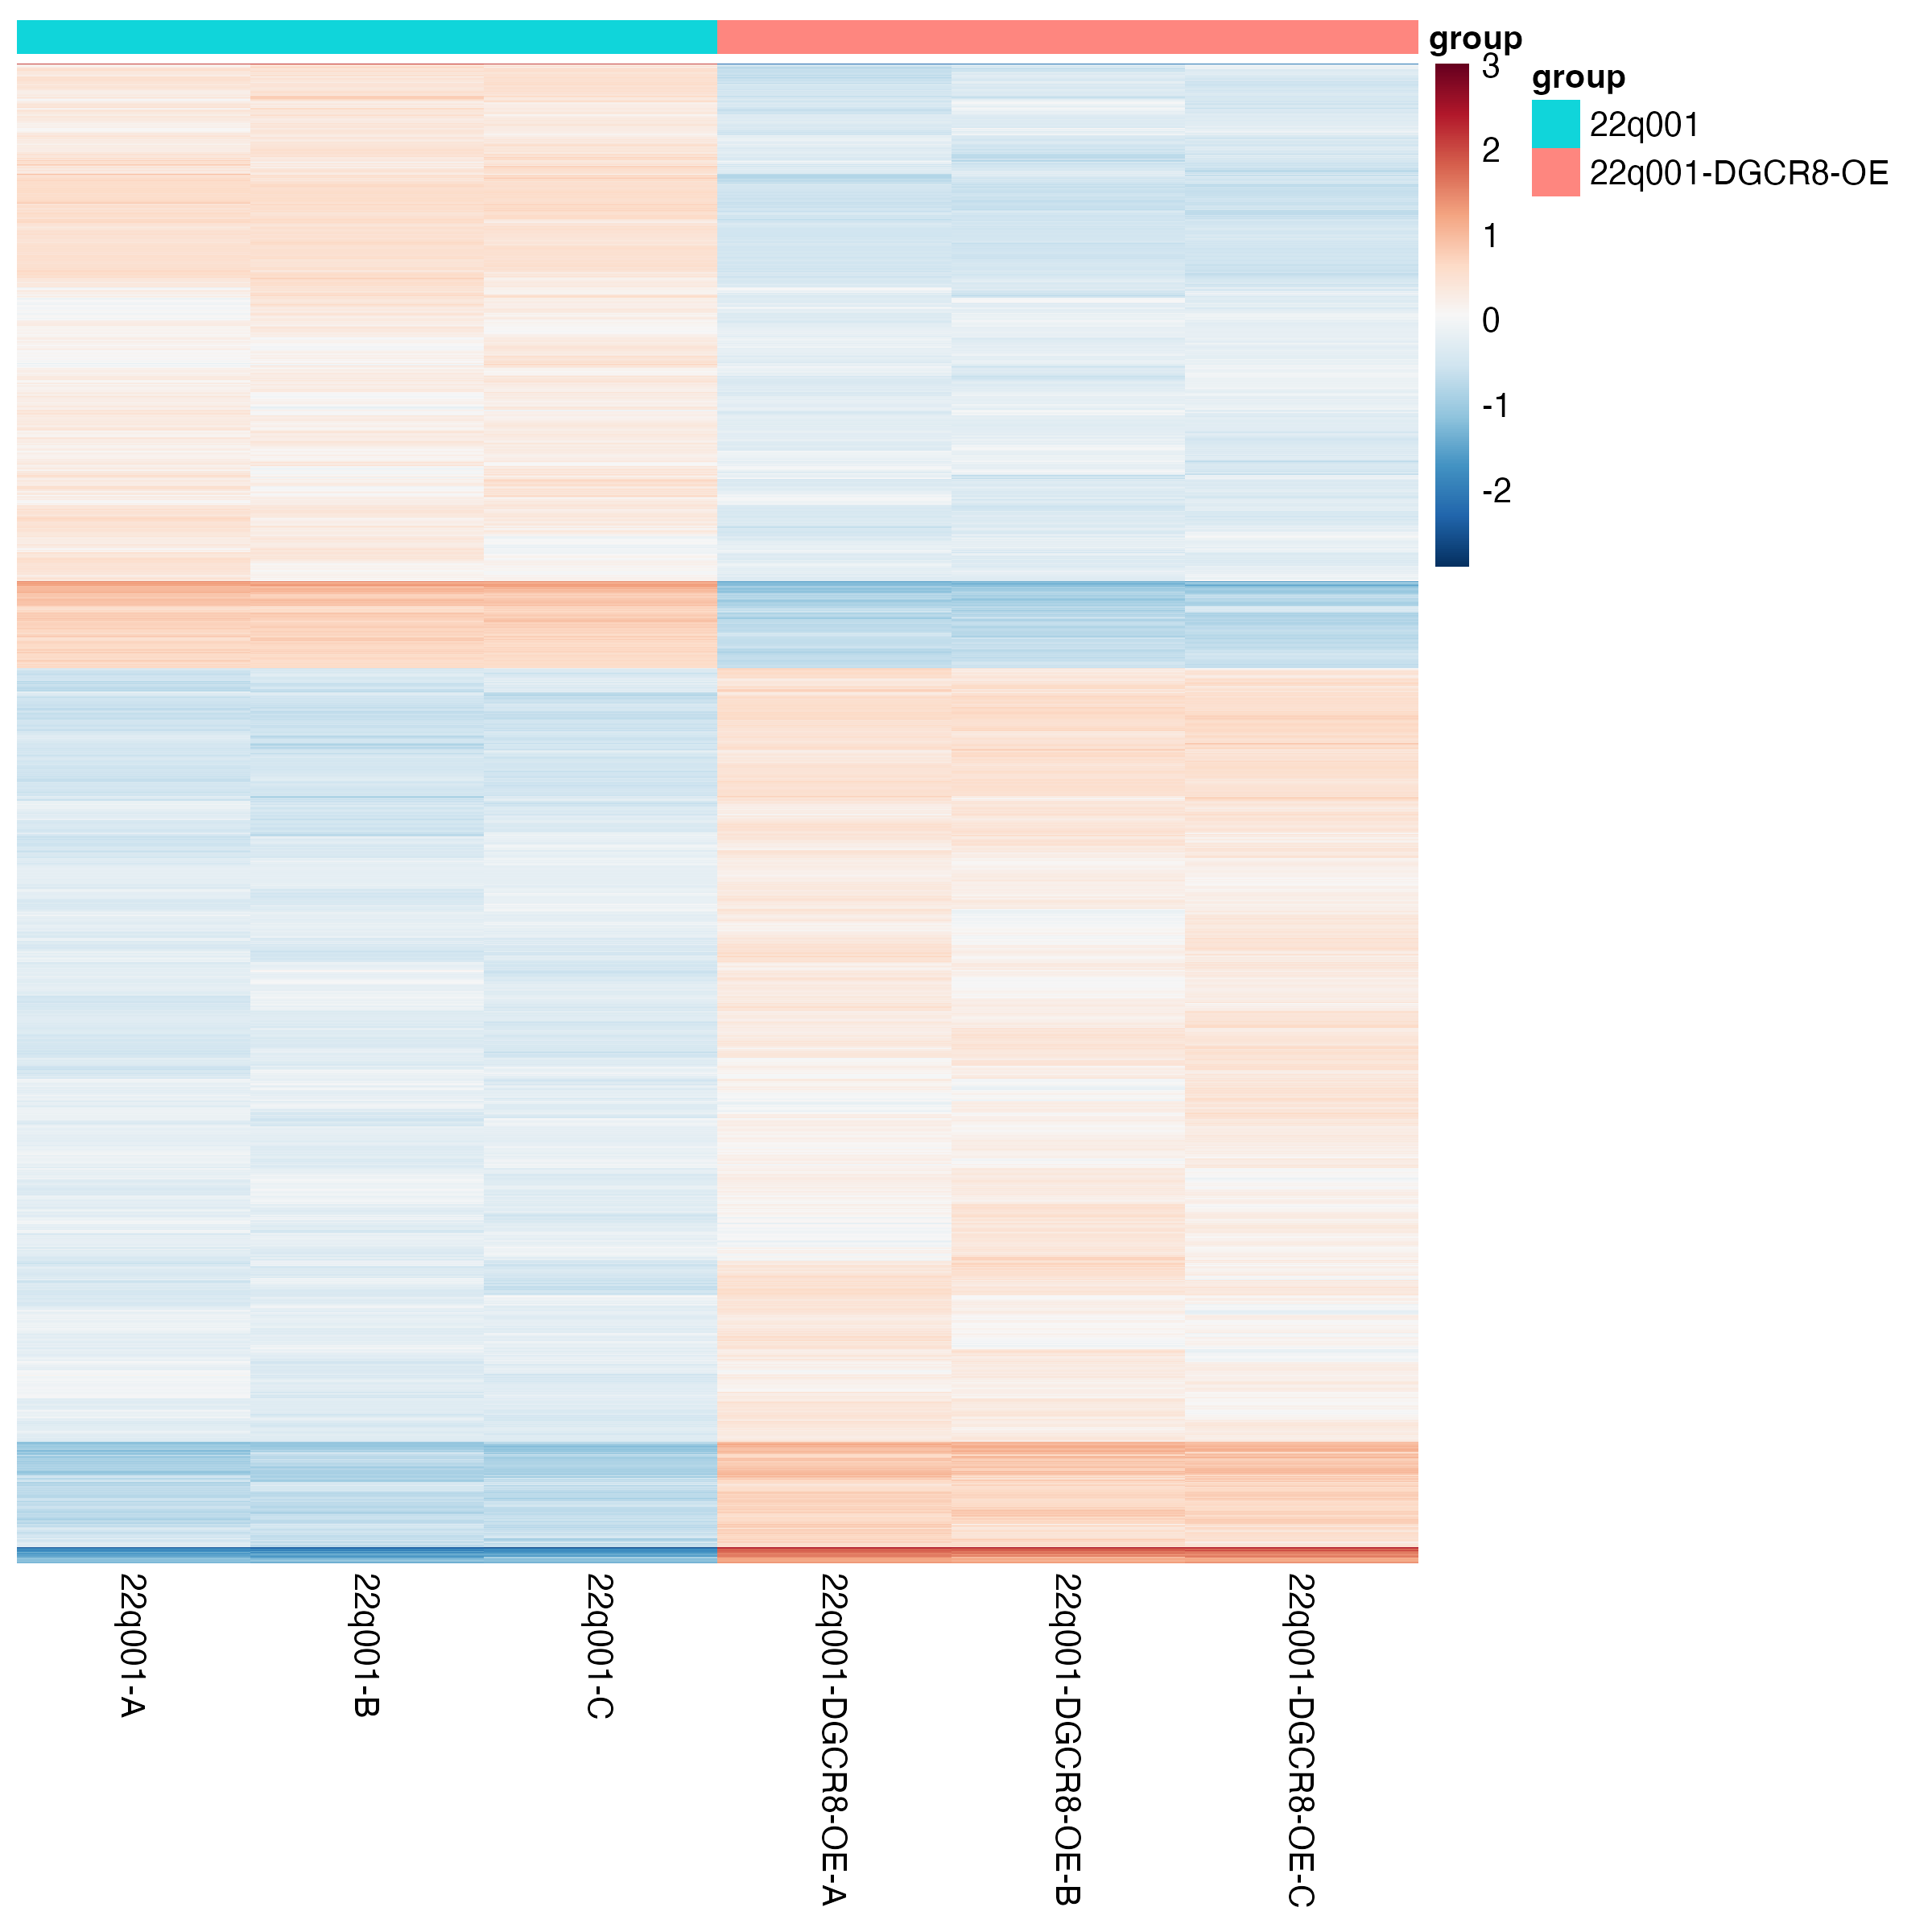 group
3
2
1
0
-1
-2
group
22q001
22q001-DGCR8-OE
22q001-A
22q001-B
22q001-C
22q001-DGCR8-OE-A
22q001-DGCR8-OE-B
22q001-DGCR8-OE-C